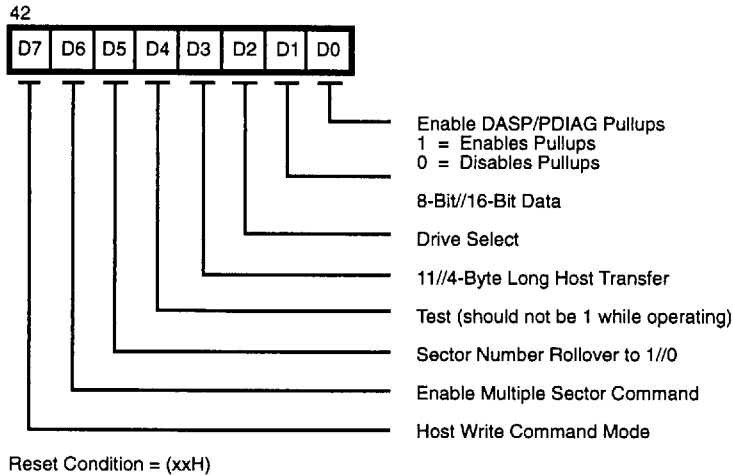 42
D7 D6 D5 D4 D3 D2 D1 D0
Enable DASP/PDIAG Pullups
1 = Enables Pullups
0 = Disables Pullups
8-Bit//16-Bit Data
Drive Select
11//4-Byte Long Host Transfer
Test (should not be 1 while operating)
Sector Number Rollover to 1//0
Enable Multiple Sector Command
Host Write Command Mode
Reset Condition = (xxH)